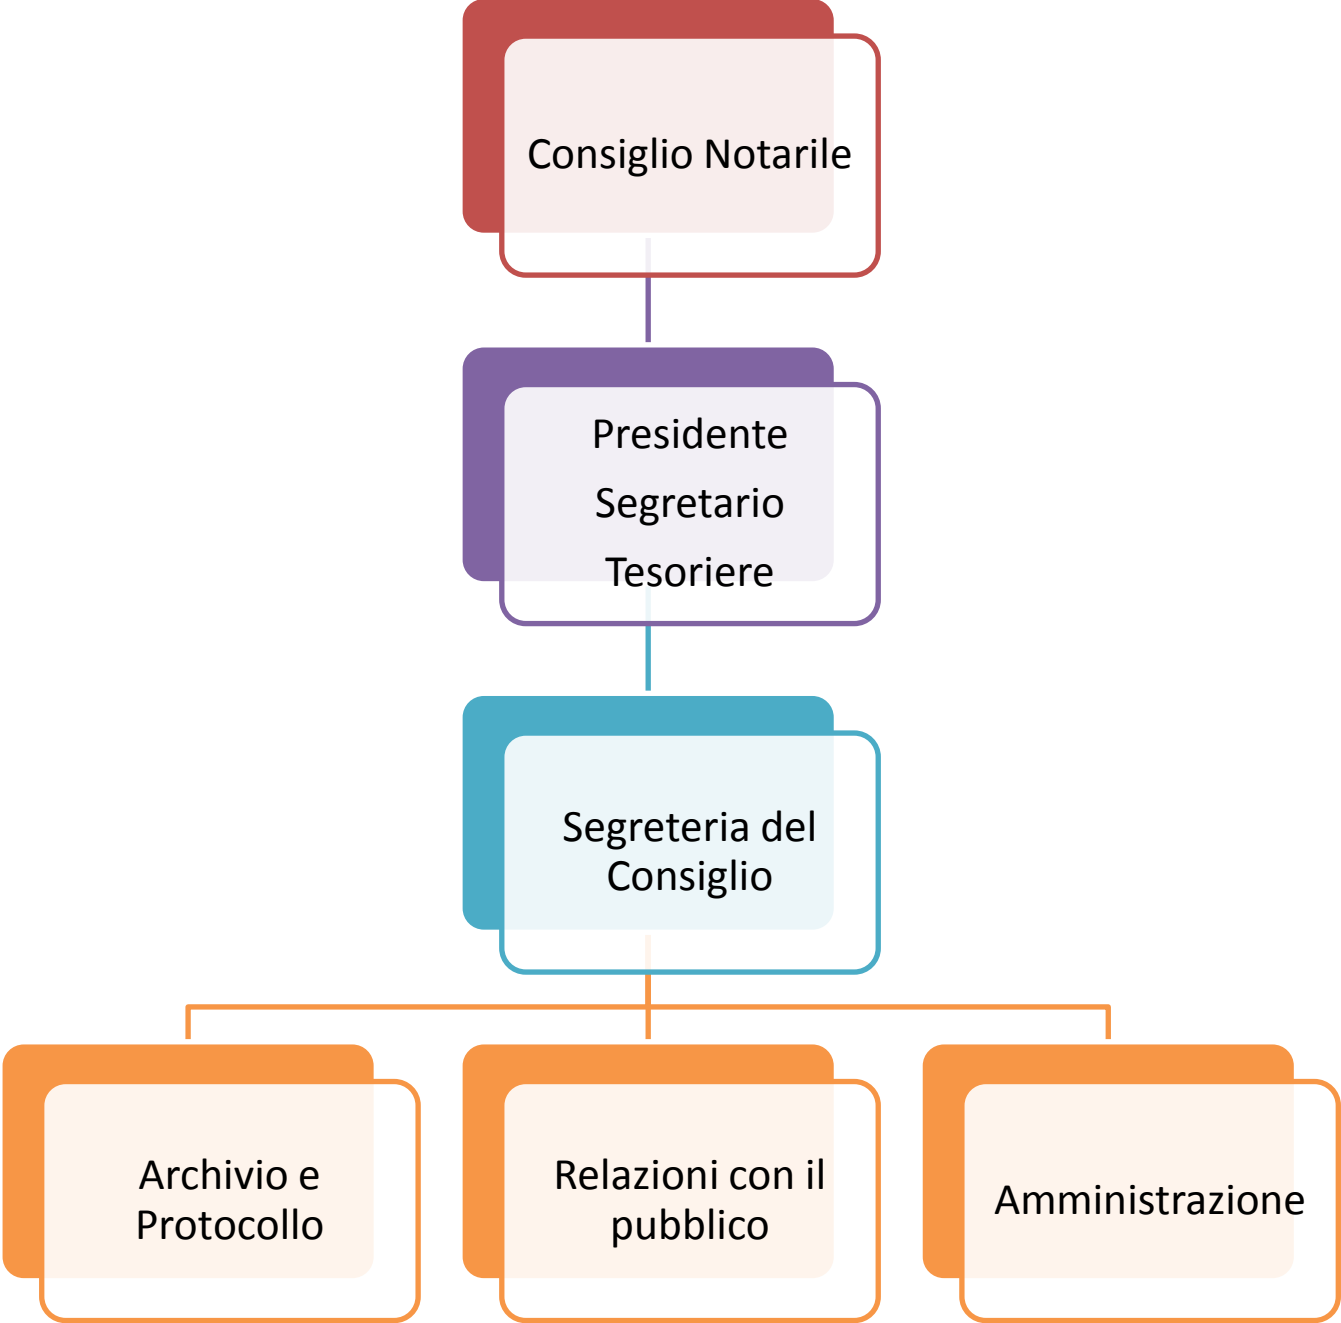 Consiglio Notarile
Presidente
Segretario
Tesoriere
Segreteria del
Consiglio
Archivio e
Protocollo
Relazioni con il
pubblico
Amministrazione